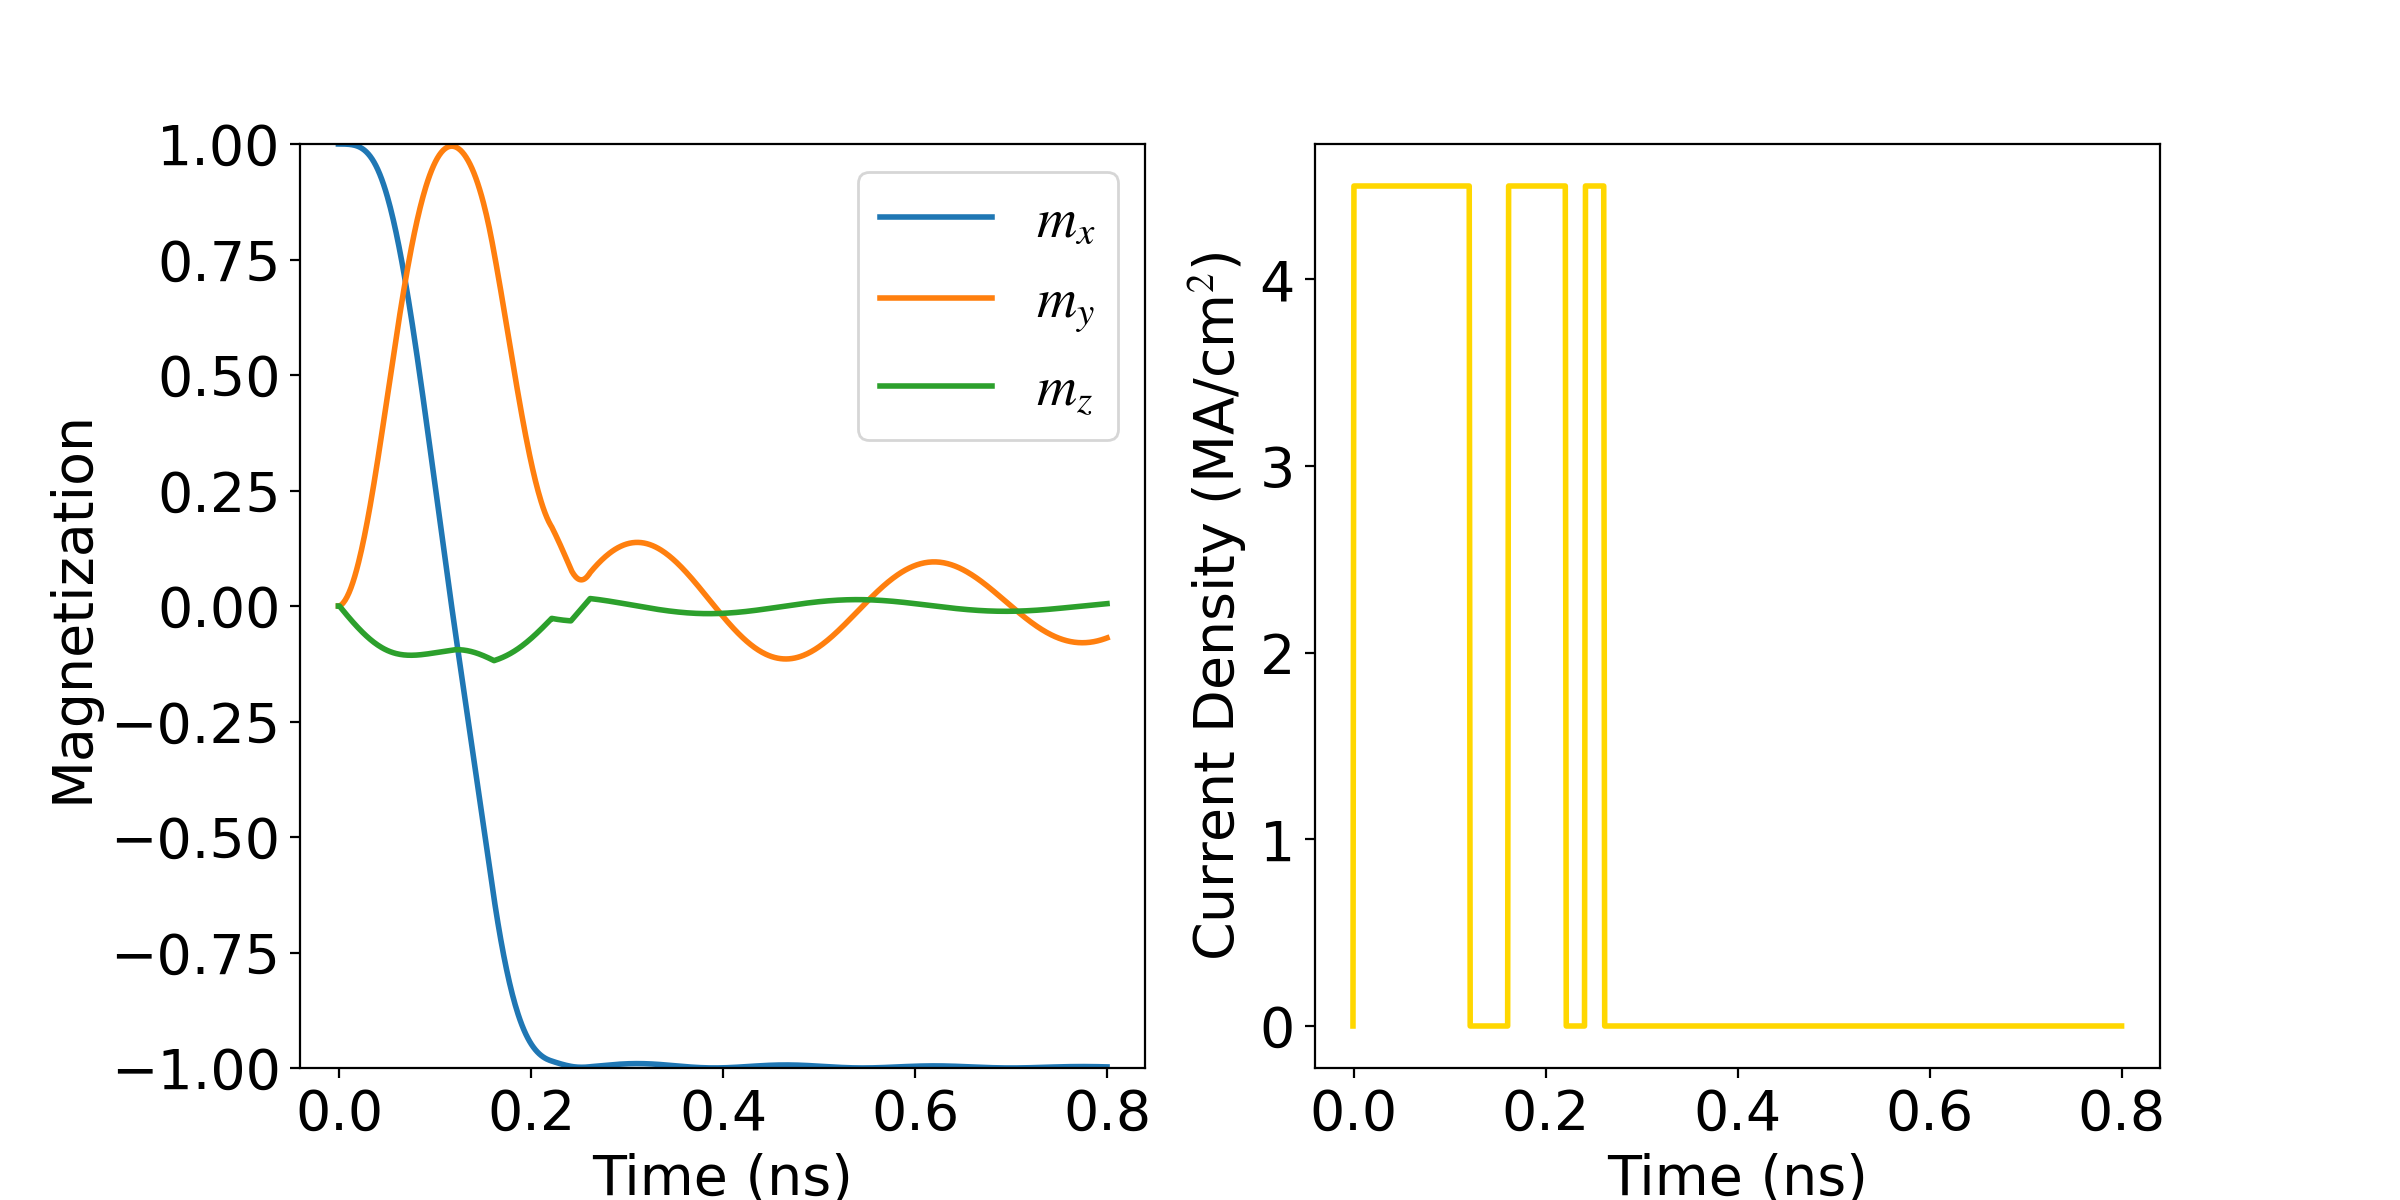 Magnetization
1.00
0.75
0.50
0.25
0.00
−0.25
−0.50
−0.75
−1.00
0.0 0.2 0.4 0.6 0.8
Time (ns)
m_x
m_y
m_z
Current Density (MA/cm²)
4
3
2
1
0
0.0 0.2 0.4 0.6 0.8
Time (ns)